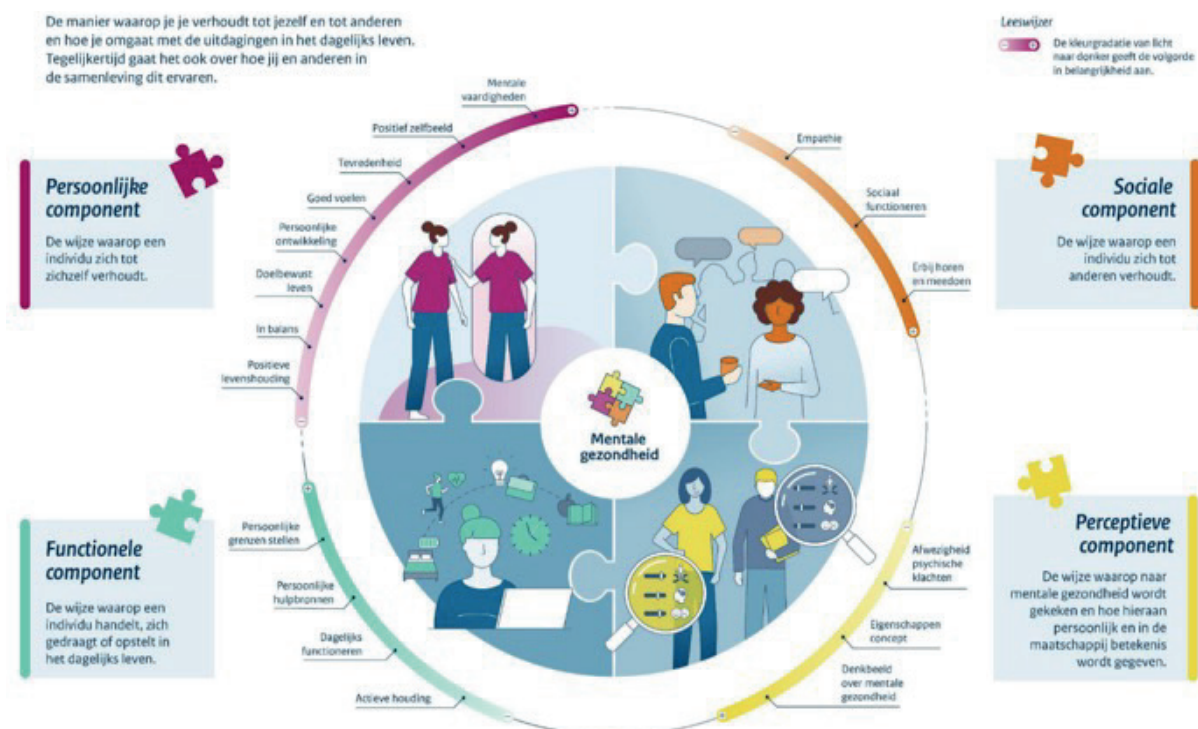 De manier waarop je je verhoudt tot jezelf en tot anderen
en hoe je omgaat met de uitdagingen in het dagelijks leven.
Tegelijkertijd gaat het ook over hoe jij en anderen in
de samenleving dit ervaren.
Leeswijzer
De kleurgradatie van licht
naar donker geeft de volgorde
in belangrijkheid aan.
Persoonlijke
component
De wijze waarop een
individu zich tot
zichzelf verhoudt.
Mentale
vaardigheden
Positief zelfbeeld
Tevredenheid
Goed voelen
Persoonlijke
ontwikkeling
Doelbewust
leven
In balans
Positieve
levenshouding
Empathie
Sociaal
functioneren
Erbij horen
en meedoen
Sociale
component
De wijze waarop een
individu zich tot
anderen verhoudt.
Mentale
gezondheid
Functionele
component
De wijze waarop een
individu handelt, zich
gedraagt of opstelt in
het dagelijks leven.
Persoonlijke
grenzen stellen
Persoonlijke
hulpbronnen
Dagelijks
functioneren
Actieve houding
Afwezigheid
psychische
klachten
Eigenschappen
concept
Denkbeeld
over mentale
gezondheid
Perceptieve
component
De wijze waarop naar
mentale gezondheid wordt
gekeken en hoe hieraan
persoonlijk en in de
maatschappij betekenis
wordt gegeven.